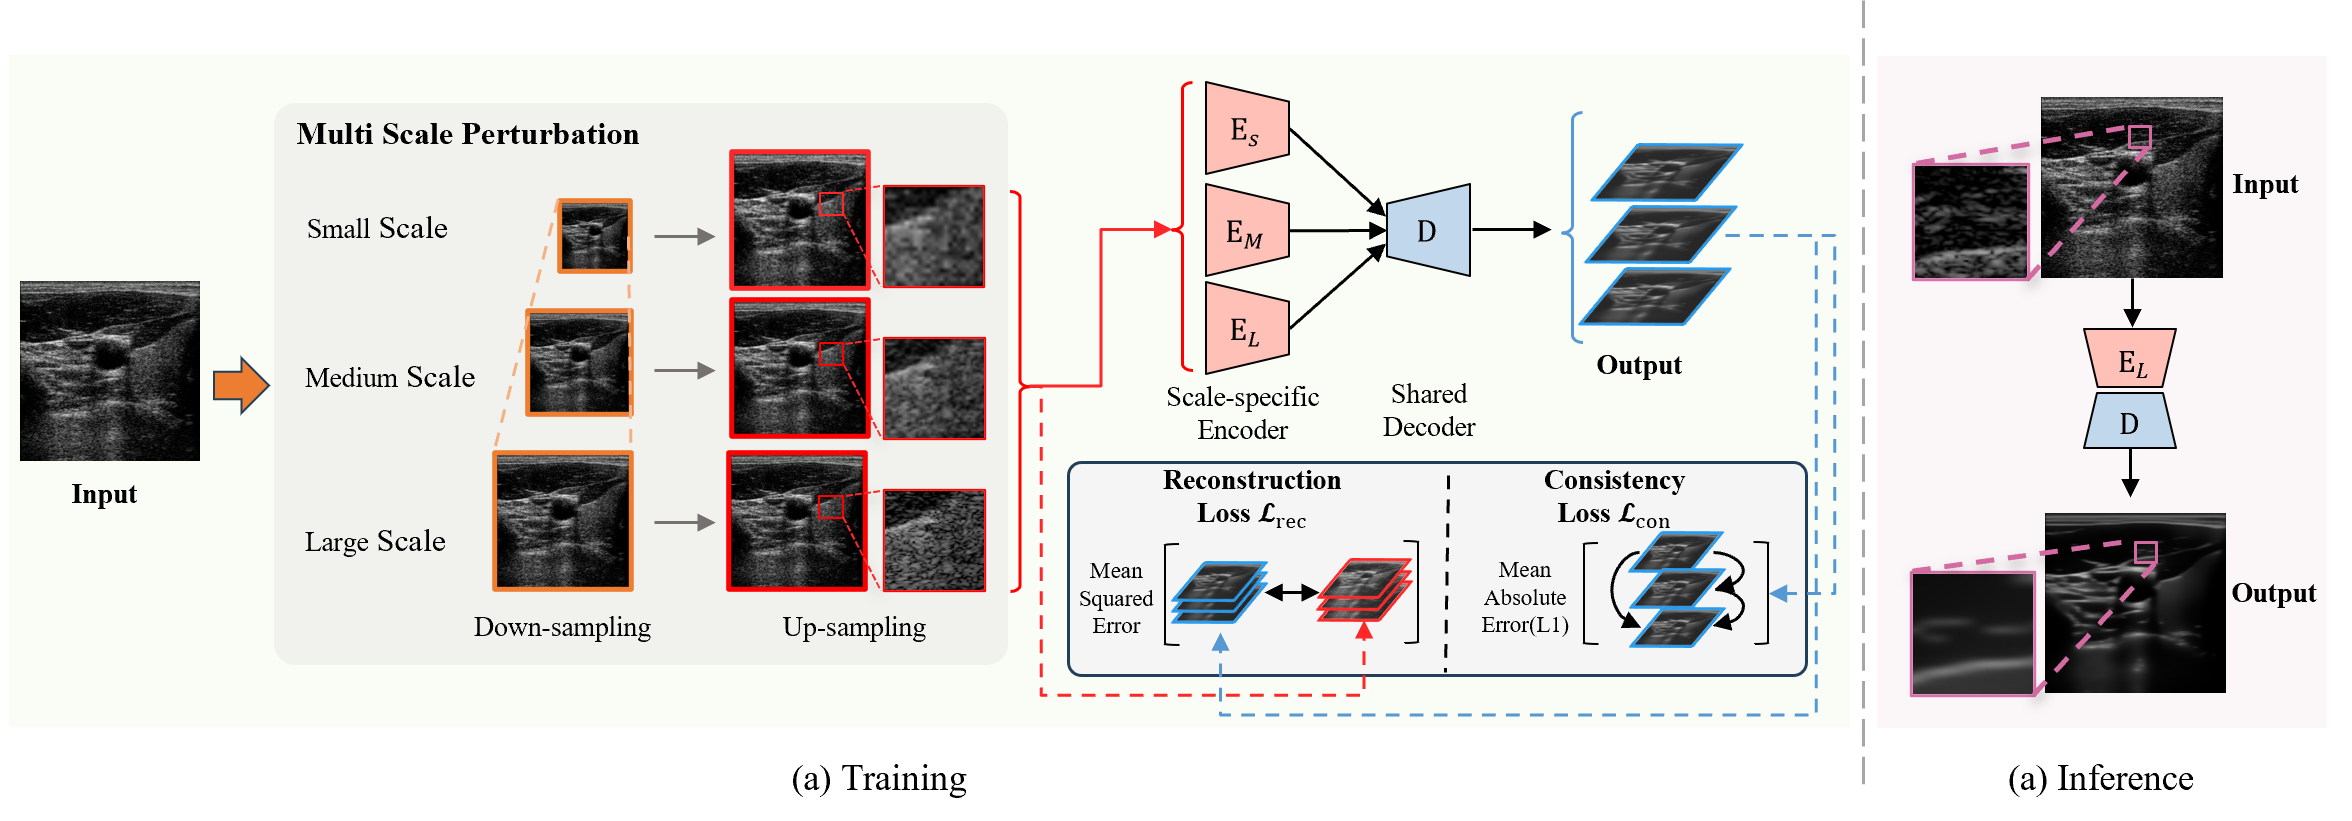 Multi Scale Perturbation
Small Scale
Medium Scale
Large Scale
Input
Down-sampling
Up-sampling
E_S
E_M
E_L
D
Scale-specific
Encoder
Shared
Decoder
Output
Reconstruction
Loss ℒ_rec
Mean
Squared
Error
Consistency
Loss ℒ_con
Mean
Absolute
Error(L1)
(a) Training
Input
E_L
D
Output
(a) Inference